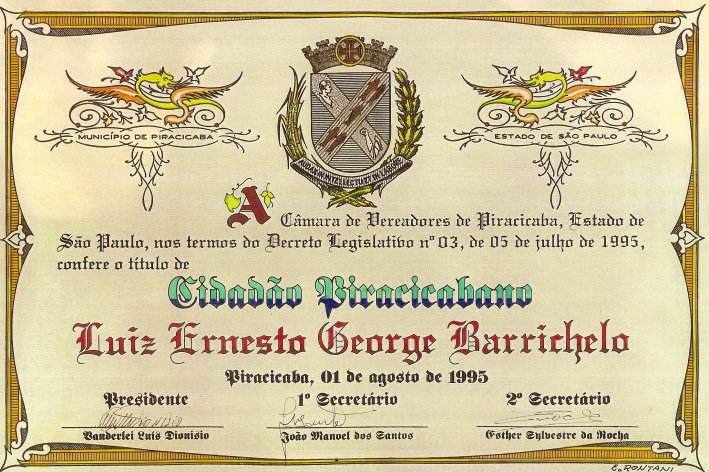 MUNICÍPIO DE PIRACICABA
ESTADO DE SÃO PAULO
A Câmara de Vereadores de Piracicaba, Estado de
São Paulo, nos termos do Decreto Legislativo nº 03, de 05 de julho de 1995,
confere o título de
Cidadão Piracicabano
Luiz Ernesto George Barrichelo
Piracicaba, 01 de agosto de 1995
Presidente 1º Secretário 2º Secretário
Vanderlei Luis Dionisio João Manoel dos Santos Esther Sylvestre da Rocha
E. RONTANI